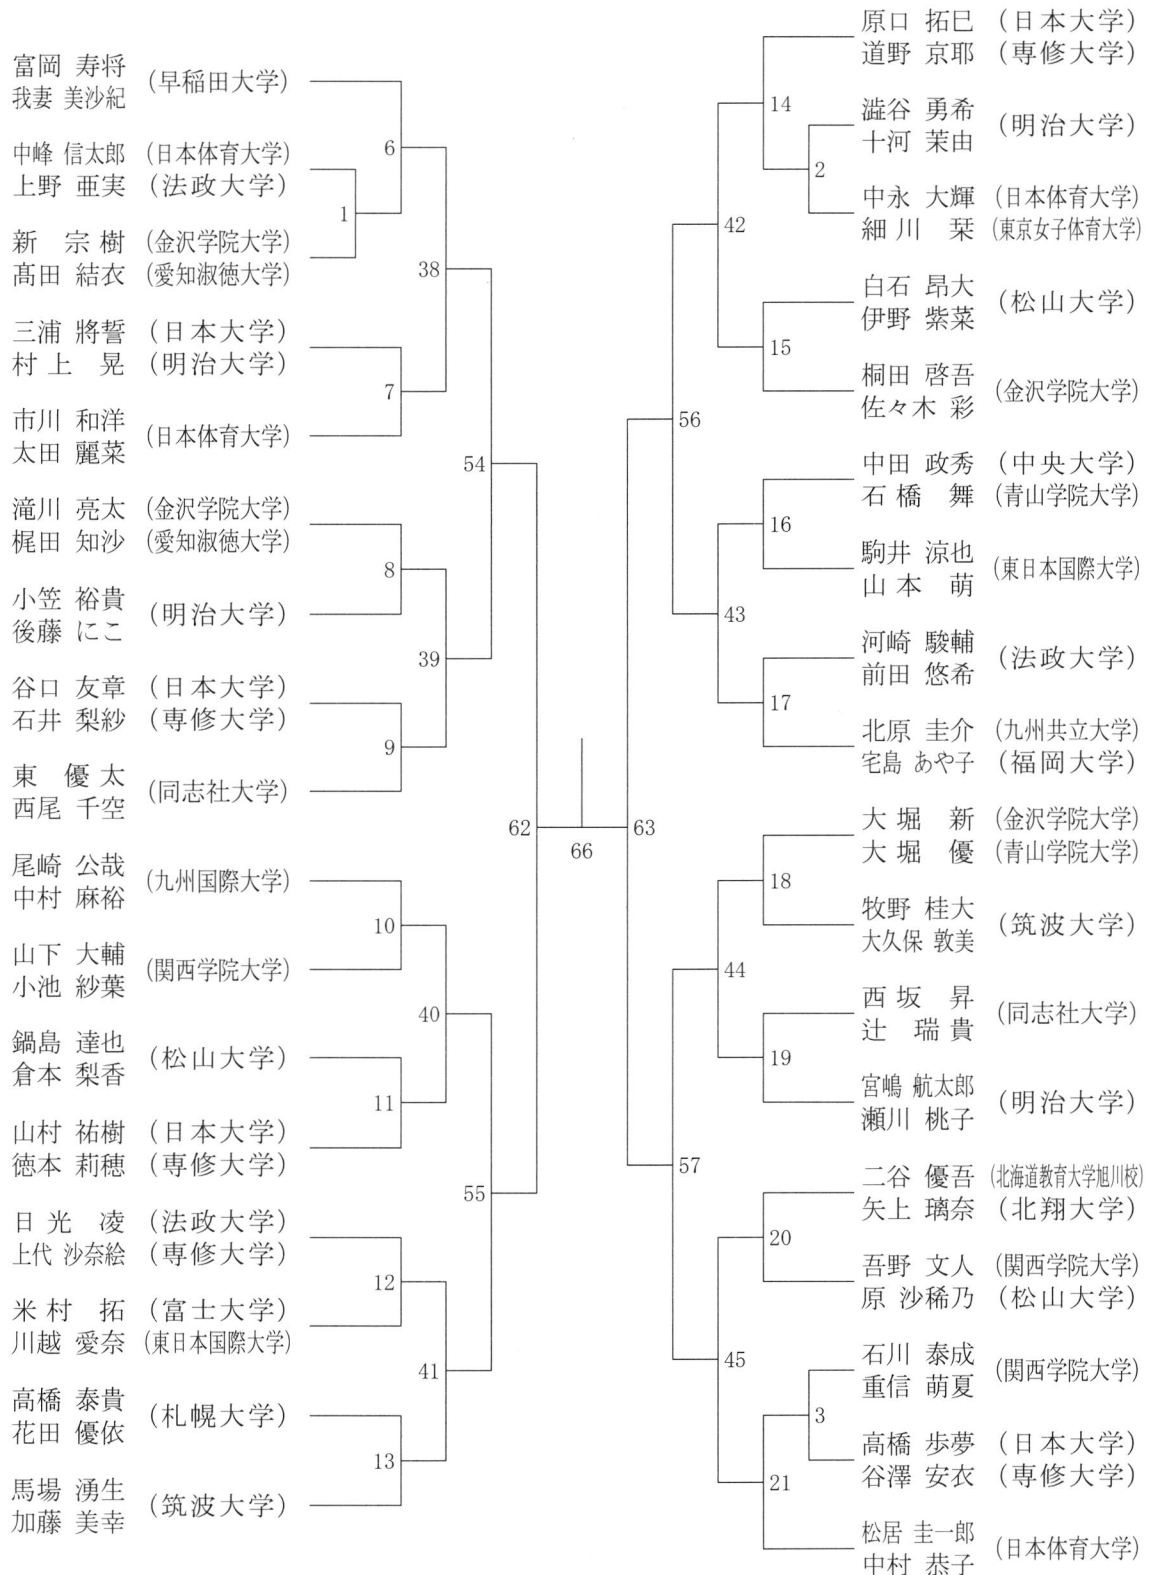 富岡 寿将 (早稲田大学)
我妻 美沙紀
6
中峰 信太郎 (日本体育大学)
上野 亜実 (法政大学)
1
新 宗樹 (金沢学院大学)
髙田 結衣 (愛知淑徳大学)
38
三浦 將誓 (日本大学)
村上 晃 (明治大学)
7
市川 和洋 (日本体育大学)
太田 麗菜
54
滝川 亮太 (金沢学院大学)
梶田 知沙 (愛知淑徳大学)
8
小笠 裕貴 (明治大学)
後藤 にこ
39
谷口 友章 (日本大学)
石井 梨紗 (専修大学)
9
東 優太 (同志社大学)
西尾 千空
62
尾崎 公哉 (九州国際大学)
中村 麻裕
10
山下 大輔 (関西学院大学)
小池 紗葉
40
鍋島 達也 (松山大学)
倉本 梨香
11
山村 祐樹 (日本大学)
徳本 莉穂 (専修大学)
55
日光 凌 (法政大学)
上代 沙奈絵 (専修大学)
12
米村 拓 (富士大学)
川越 愛奈 (東日本国際大学)
41
高橋 泰貴 (札幌大学)
花田 優依
13
馬場 湧生 (筑波大学)
加藤 美幸
66
原口 拓巳 (日本大学)
道野 京耶 (専修大学)
14
澁谷 勇希 (明治大学)
十河 茉由
2
中永 大輝 (日本体育大学)
細川 栞 (東京女子体育大学)
42
白石 昂大 (松山大学)
伊野 紫菜
15
桐田 啓吾 (金沢学院大学)
佐々木 彩
56
中田 政秀 (中央大学)
石橋 舞 (青山学院大学)
16
駒井 涼也 (東日本国際大学)
山本 萌
43
河崎 駿輔 (法政大学)
前田 悠希
17
北原 圭介 (九州共立大学)
宅島 あや子 (福岡大学)
63
大堀 新 (金沢学院大学)
大堀 優 (青山学院大学)
18
牧野 桂大 (筑波大学)
大久保 敦美
44
西坂 昇 (同志社大学)
辻 瑞貴
19
宮嶋 航太郎 (明治大学)
瀬川 桃子
57
二谷 優吾 (北海道教育大学旭川校)
矢上 璃奈 (北翔大学)
20
吾野 文人 (関西学院大学)
原 沙稀乃 (松山大学)
45
石川 泰成 (関西学院大学)
重信 萌夏
3
高橋 歩夢 (日本大学)
谷澤 安衣 (専修大学)
21
松居 圭一郎 (日本体育大学)
中村 恭子